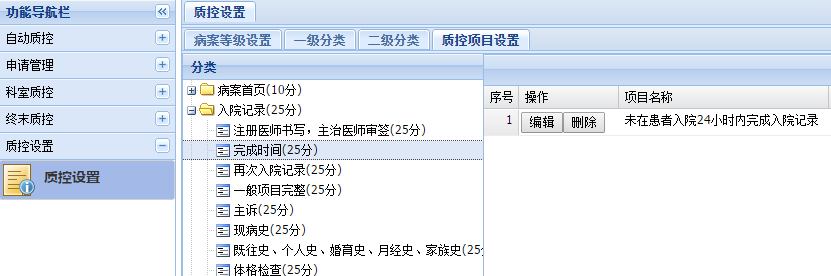 功能导航栏
自动质控
申请管理
科室质控
终末质控
质控设置
质控设置
质控设置
病案等级设置 一级分类 二级分类 质控项目设置
分类
病案首页(10分)
入院记录(25分)
注册医师书写，主治医师审签(25分)
完成时间(25分)
再次入院记录(25分)
一般项目完整(25分)
主诉(25分)
现病史(25分)
既往史、个人史、婚育史、月经史、家族史(25分
体格检查(25分)
序号 操作 项目名称
1 编辑 删除 未在患者入院24小时内完成入院记录